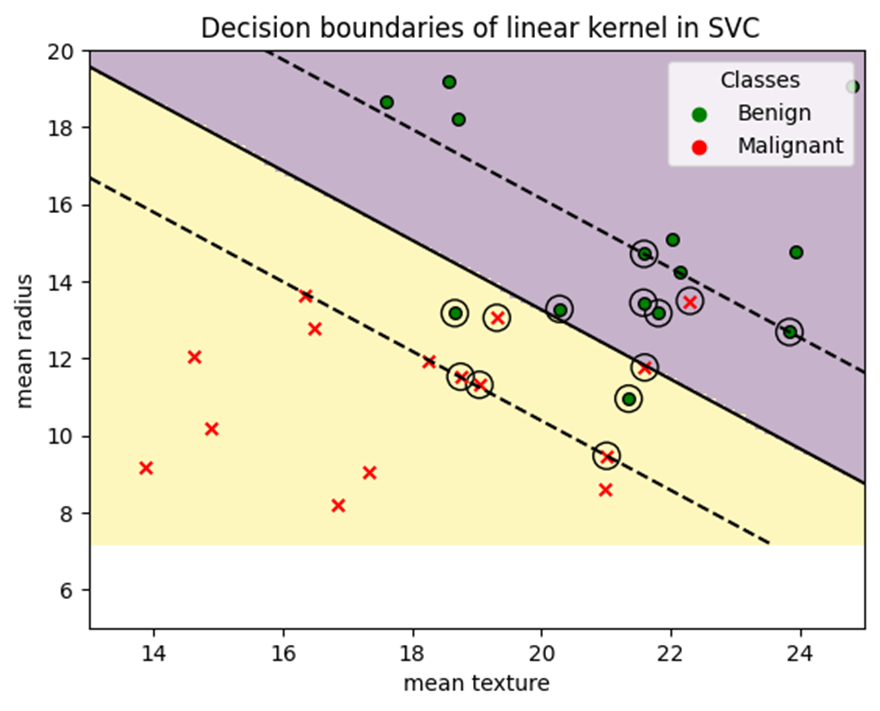 Decision boundaries of linear kernel in SVC
20
18
16
14
12
10
8
6
mean radius
Classes
Benign
Malignant
14
16
18
20
22
24
mean texture